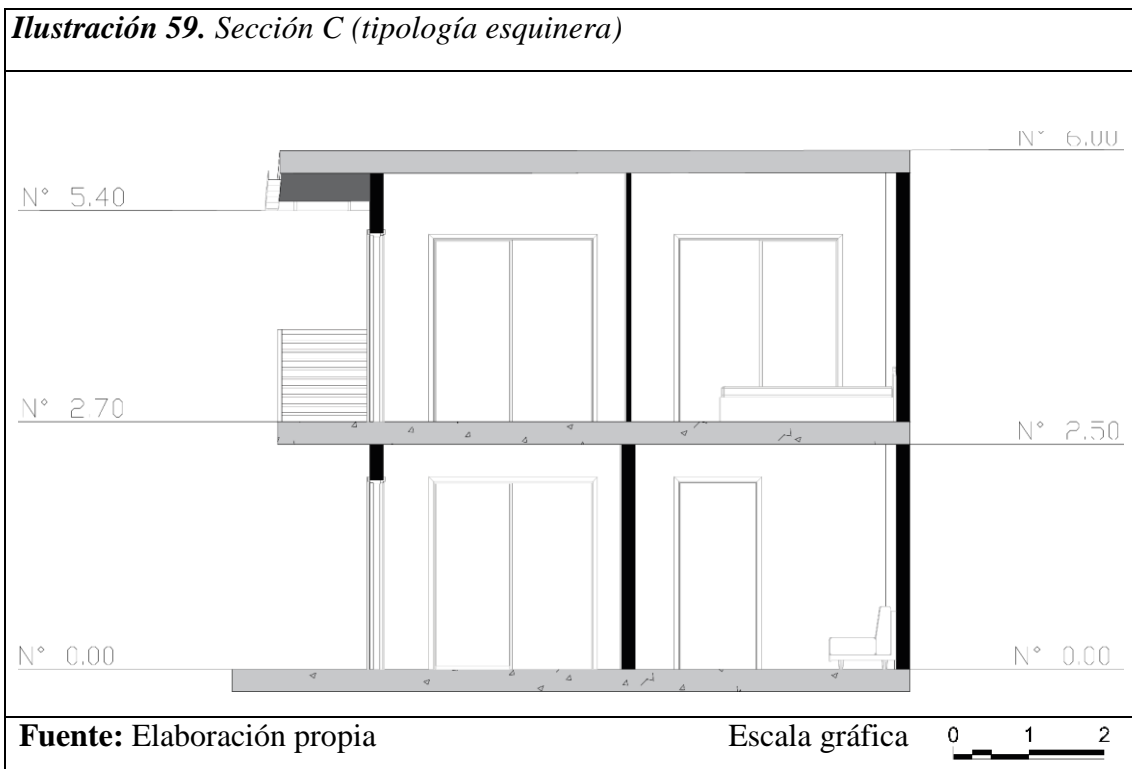 Ilustración 59. Sección C (tipología esquinera)
N° 6.00
N° 5.40
N° 2.70
N° 2.50
N° 0.00
N° 0.00
Fuente: Elaboración propia
Escala gráfica
0 1 2